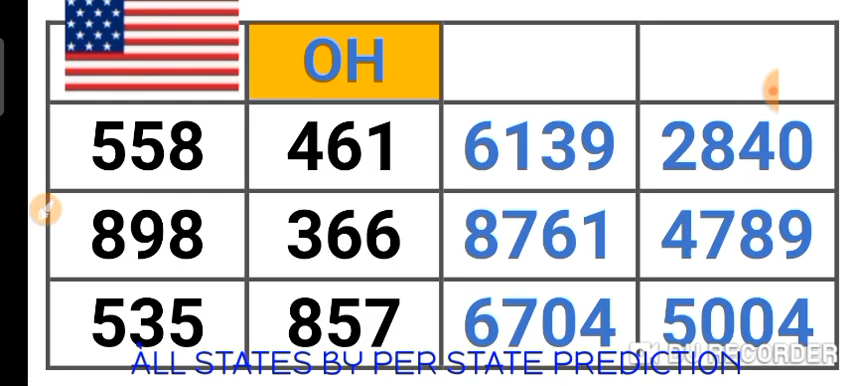 OH
558 461 6139 2840
898 366 8761 4789
535 857 6704 5004
ALL STATES BY PER STATE PREDICTION
RECORDER